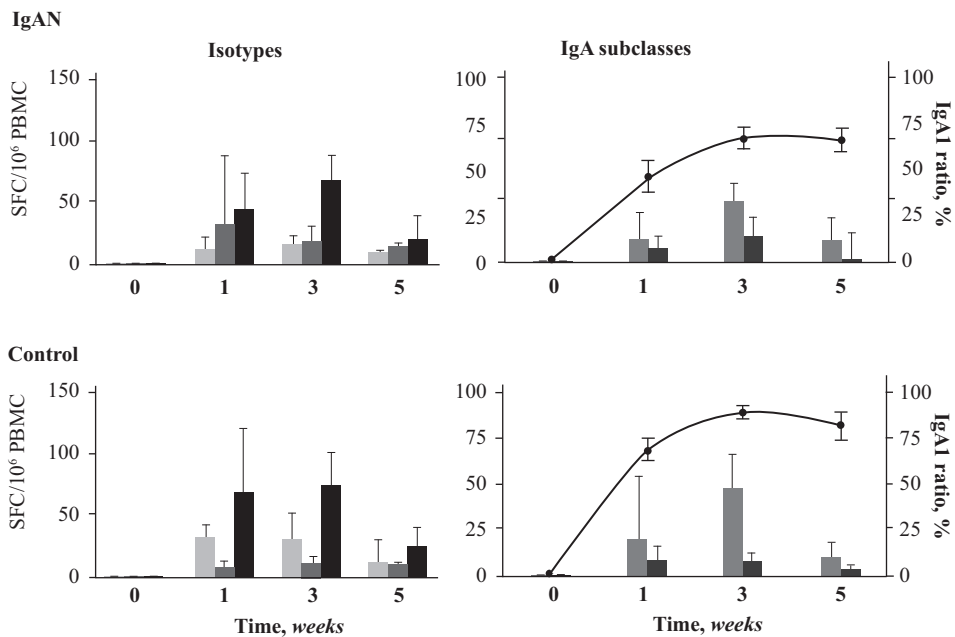 IgAN
Isotypes
IgA subclasses
SFC/10⁶ PBMC
150
100
50
0
0 1 3 5
100
75
50
25
0
0 1 3 5
100
75
50
25
0
IgA1 ratio, %
Control
SFC/10⁶ PBMC
150
100
50
0
0 1 3 5
Time, weeks
100
75
50
25
0
0 1 3 5
Time, weeks
100
75
50
25
0
IgA1 ratio, %